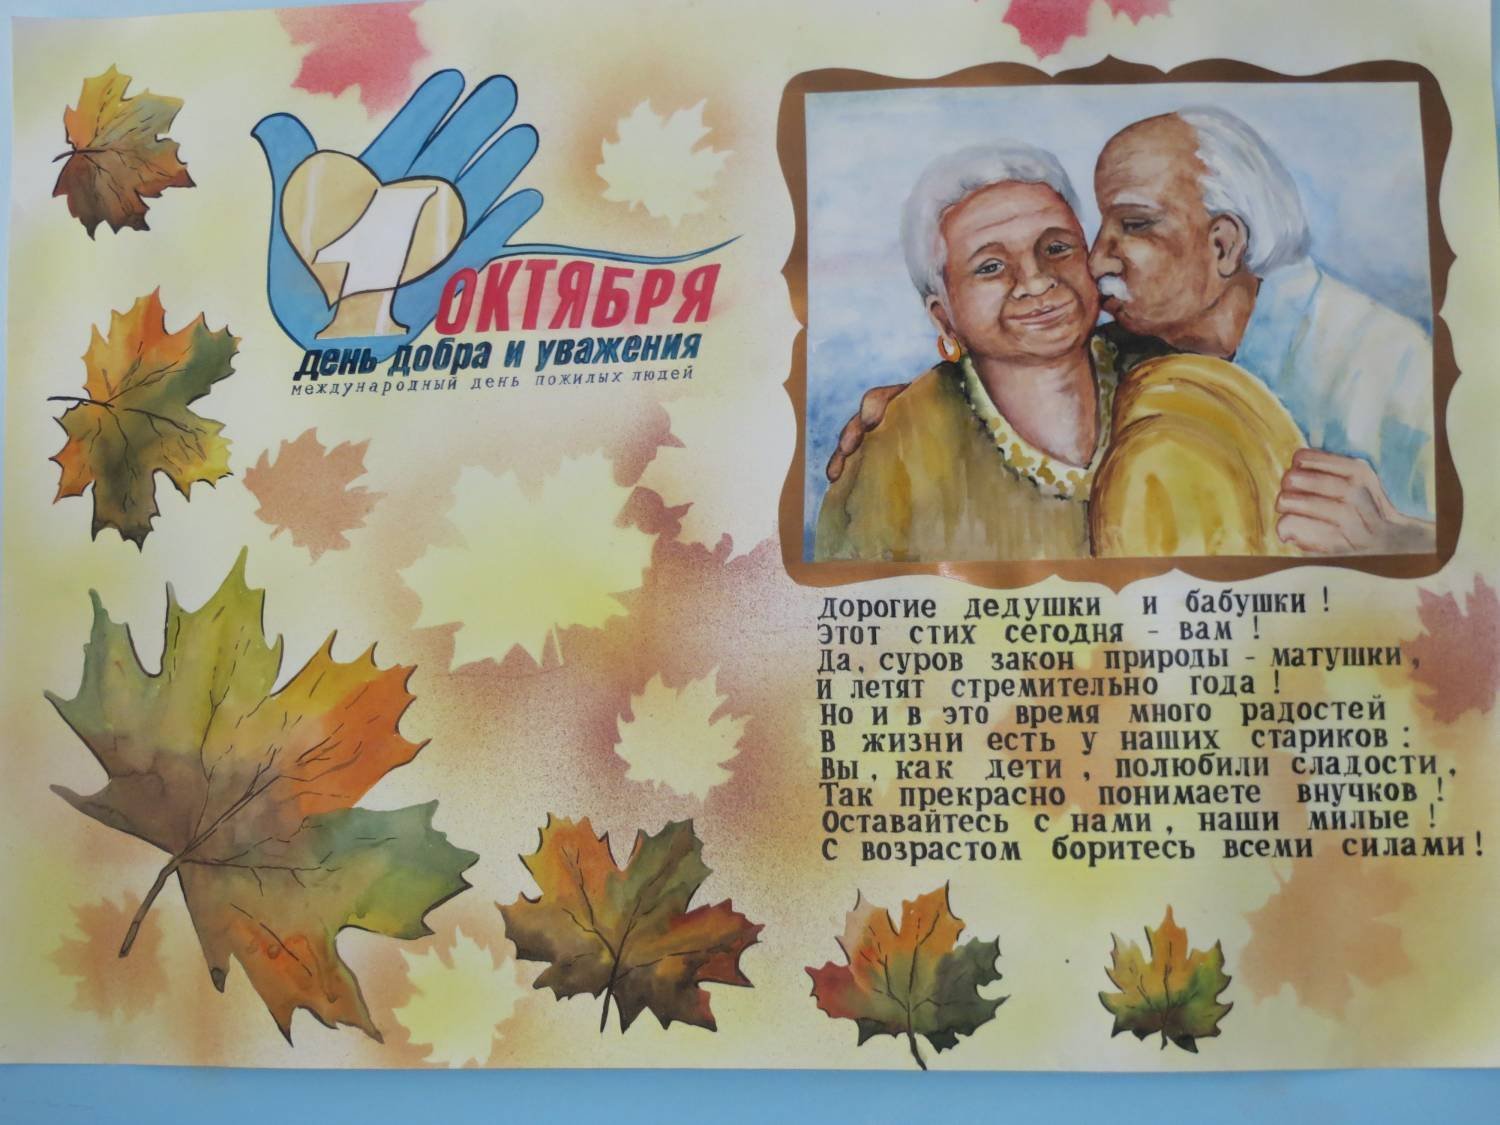 1 ОКТЯБРЯ
день добра и уважения
международный день пожилых людей
Дорогие дедушки и бабушки !
Этот стих сегодня - вам !
Да, суров закон природы - матушки ,
И летят стремительно года !
Но и в это время много радостей
В жизни есть у наших стариков :
Вы , как дети , полюбили сладости ,
Так прекрасно понимаете внучков !
Оставайтесь с нами , наши милые !
С возрастом боритесь всеми силами !